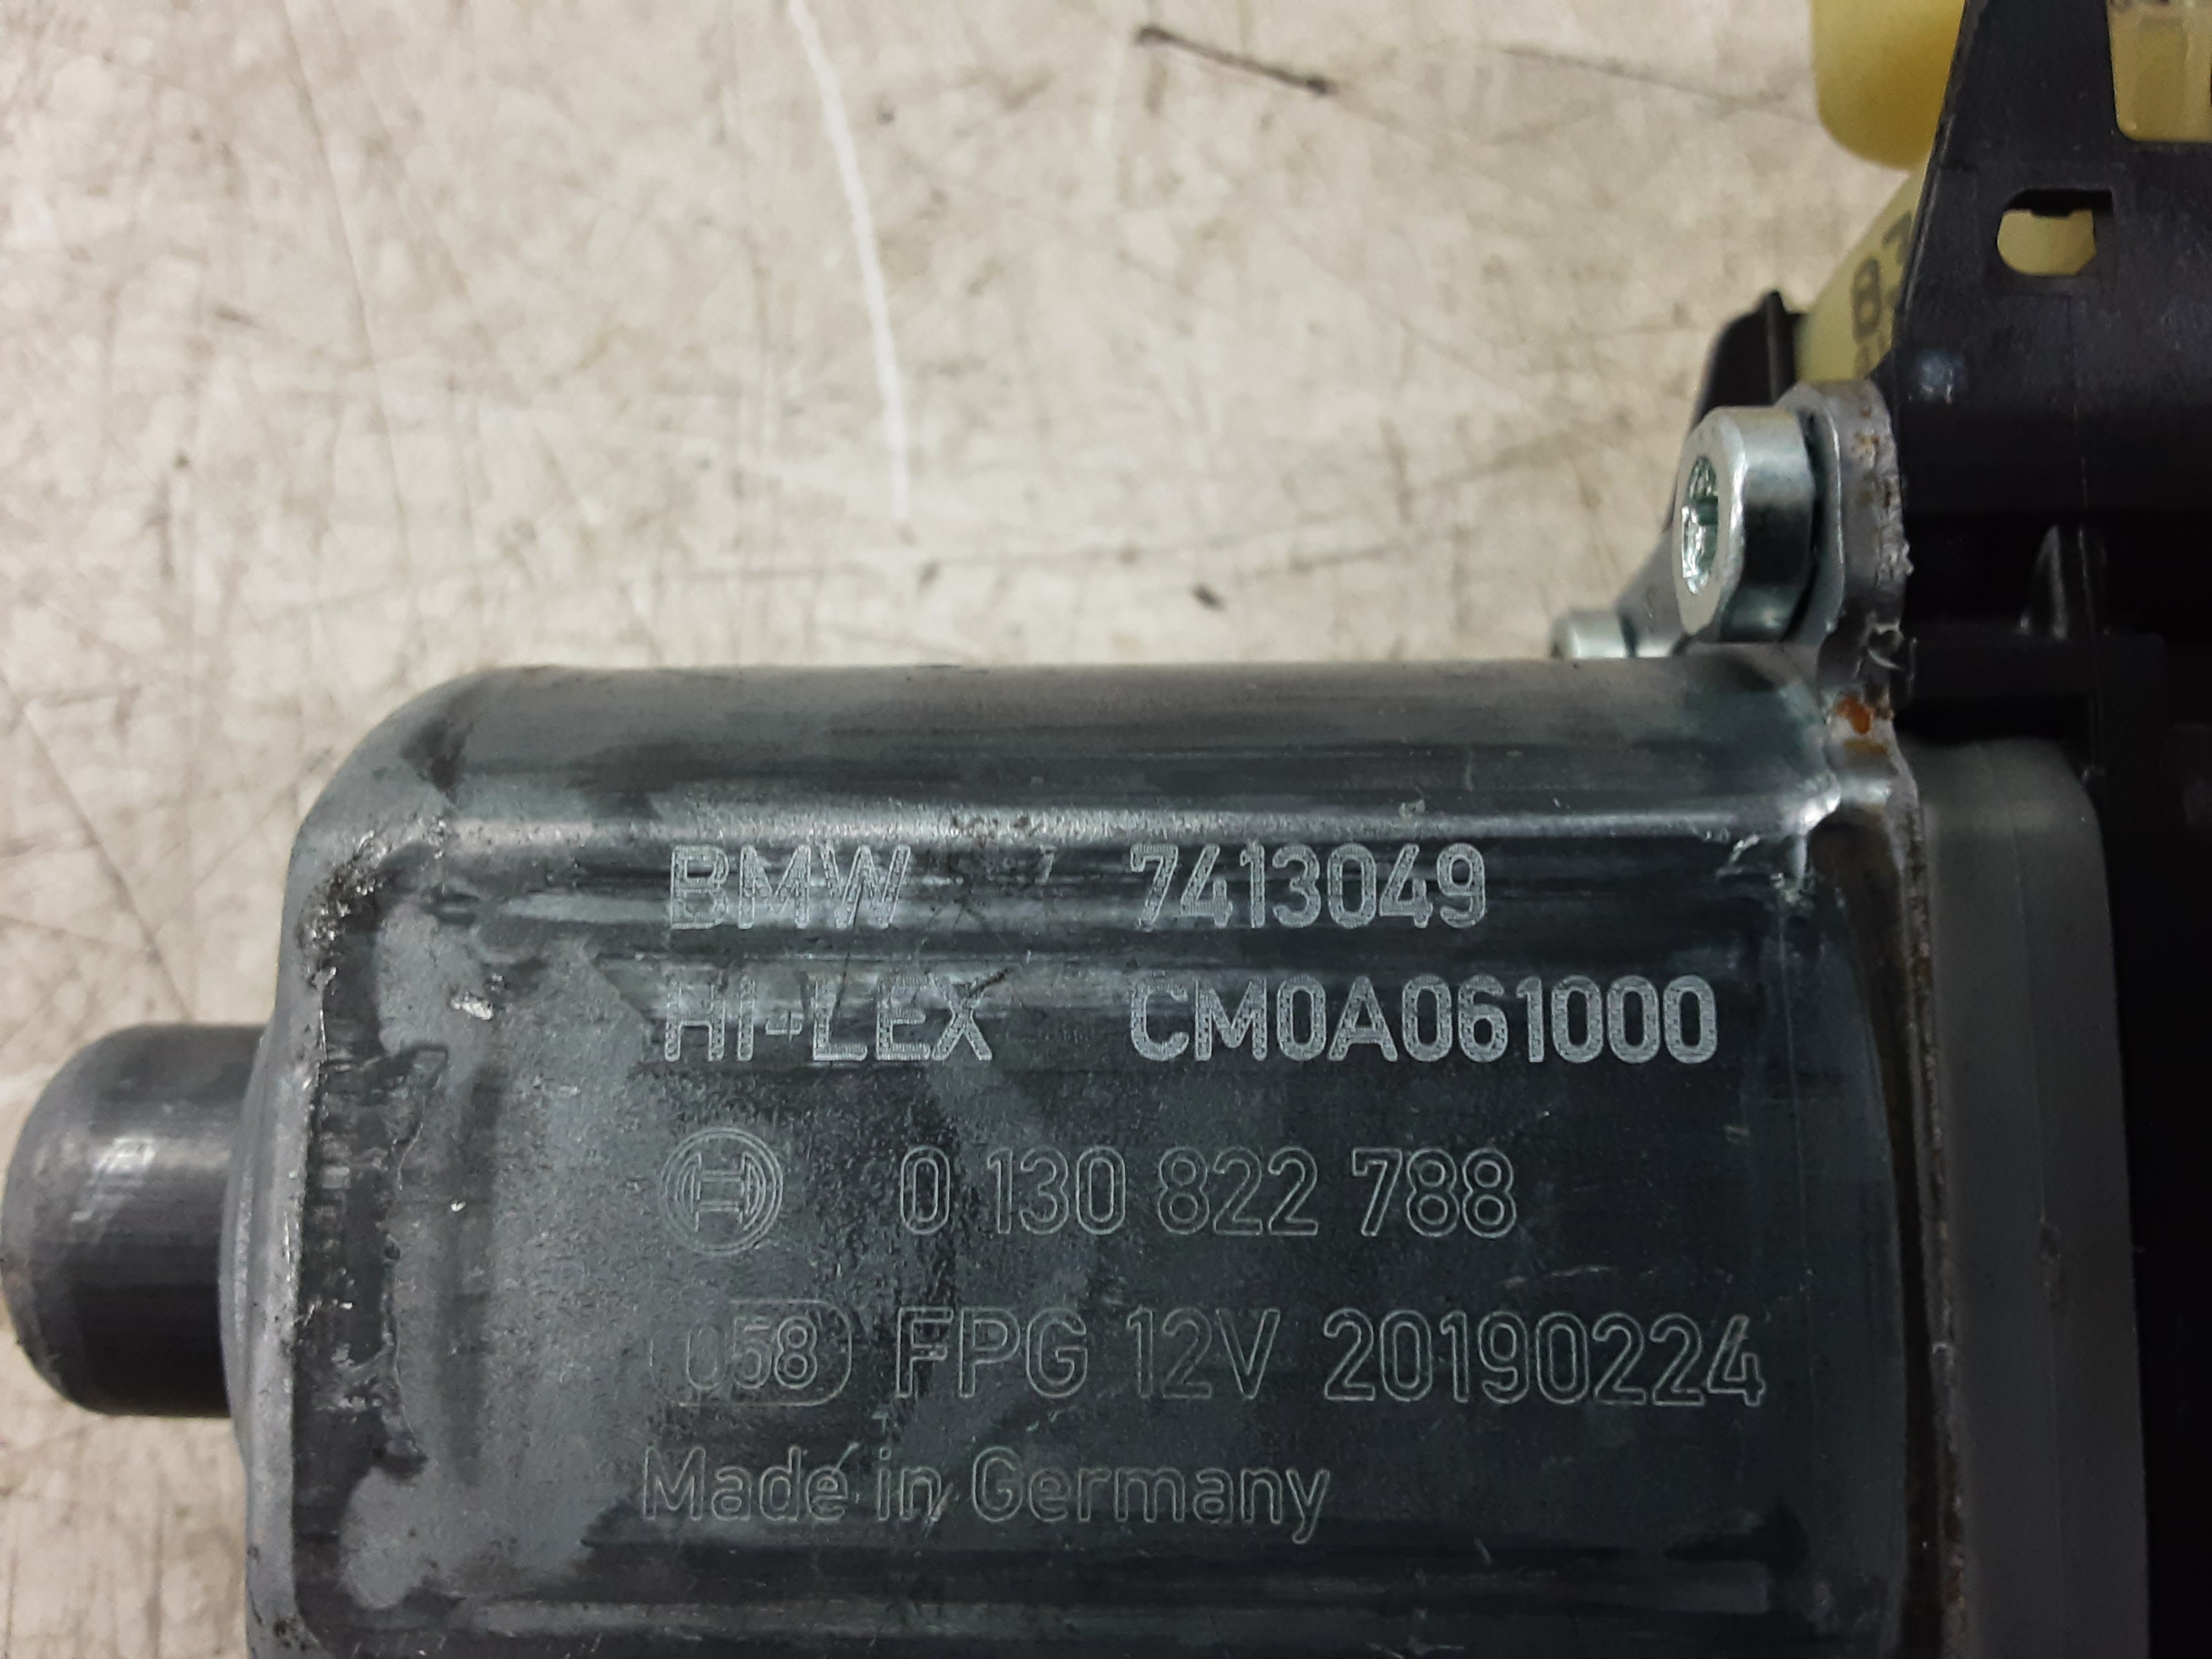 BMW 7413049
HI-LEX CM0A061000
0 130 822 788
058 FPG 12V 20190224
Made in Germany